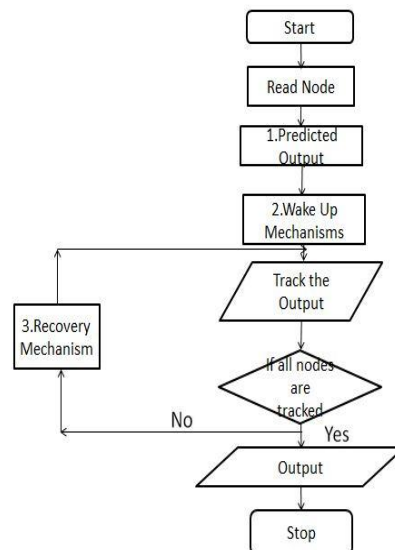 Start
Read Node
1.Predicted
Output
2.Wake Up
Mechanisms
Track the
Output
3.Recovery
Mechanism
If all nodes
are
tracked
No
Yes
Output
Stop